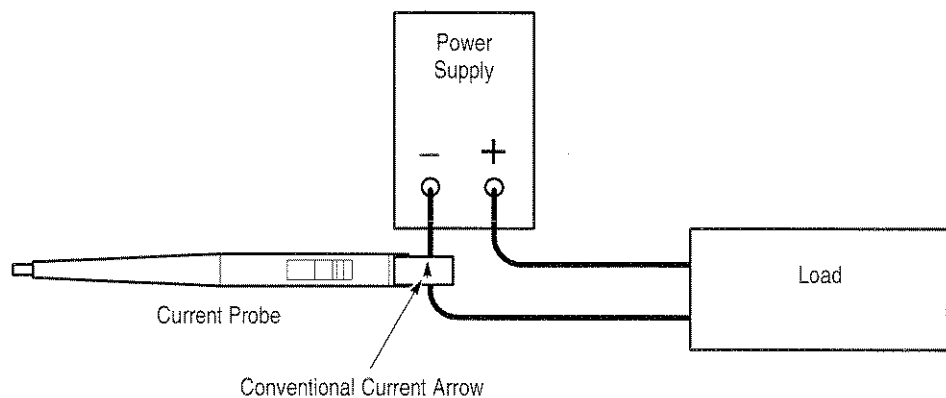 Power
Supply
− +
Load
Current Probe
Conventional Current Arrow